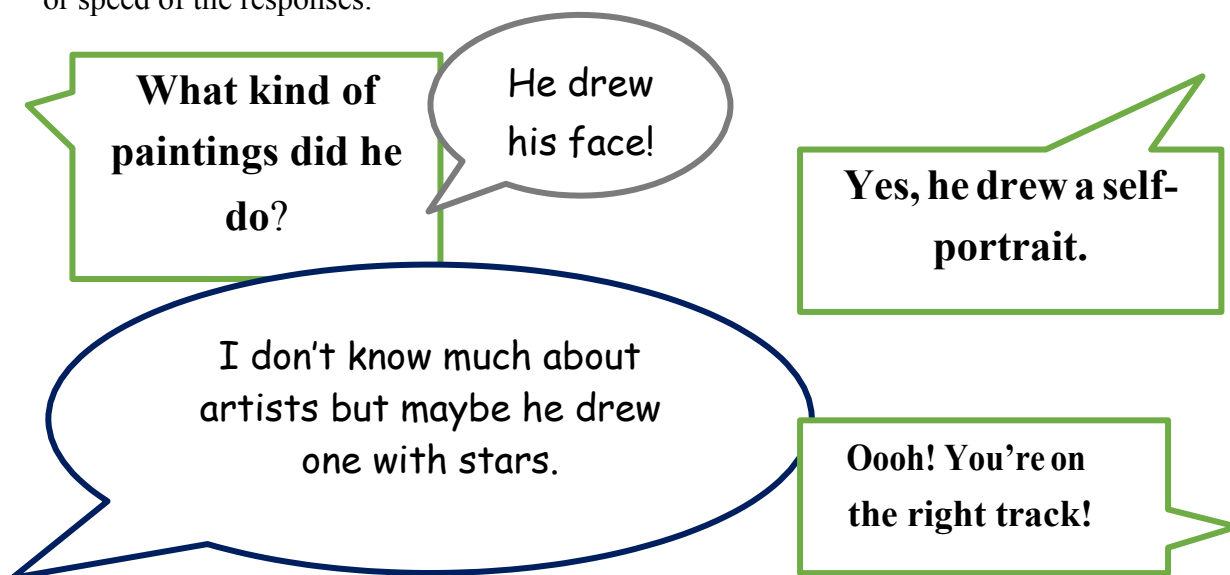 or speed of the responses.
What kind of
paintings did he
do?
He drew
his face!
Yes, he drew a self-
portrait.
I don't know much about
artists but maybe he drew
one with stars.
Oooh! You're on
the right track!